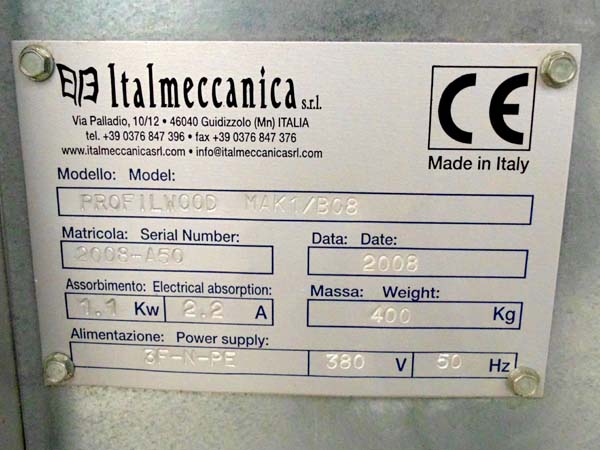 Italmeccanica s.r.l.
Via Palladio, 10/12 • 46040 Guidizzolo (Mn) ITALIA
tel. +39 0376 847 396 • fax +39 0376 847 376
www.italmeccanicasrl.com • info@italmeccanicasrl.com
CE
Made in Italy
Modello: Model:
PROFILWOOD MAK1/B08
Matricola: Serial Number:
2008-A50
Data: Date:
2008
Assorbimento: Electrical absorption:
1.1 Kw 2.2 A
Massa: Weight:
400 Kg
Alimentazione: Power supply:
3F-N-PE 380 V 50 Hz